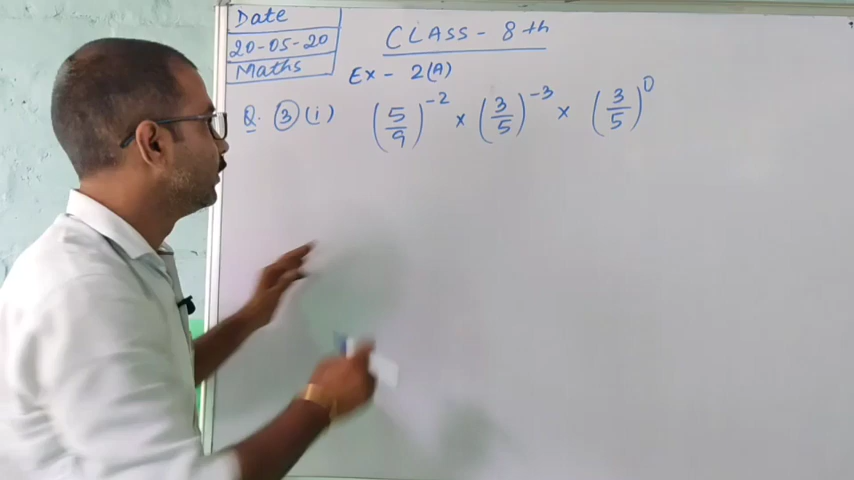 Date
20-05-20
Maths
CLASS - 8th
Ex - 2(A)
Q. ③ (i) (5/9)^-2 × (3/5)^-3 × (3/5)^0